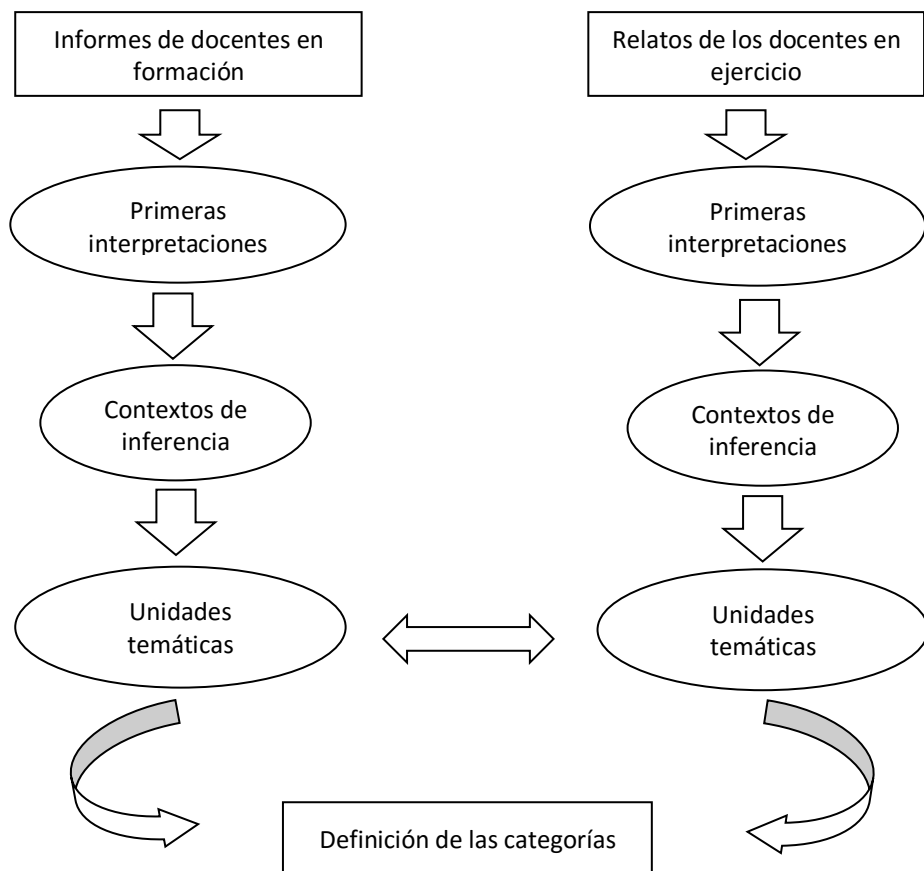 Informes de docentes en
formación
Relatos de los docentes en
ejercicio
Primeras
interpretaciones
Primeras
interpretaciones
Contextos de
inferencia
Contextos de
inferencia
Unidades
temáticas
Unidades
temáticas
Definición de las categorías